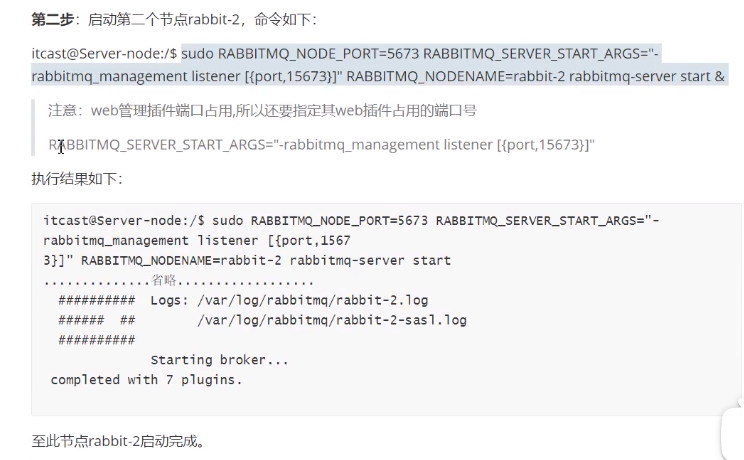 第二步：启动第二个节点rabbit-2，命令如下：
itcast@Server-node:/$ sudo RABBITMQ_NODE_PORT=5673 RABBITMQ_SERVER_START_ARGS="-
rabbitmq_management listener [{port,15673}]" RABBITMQ_NODENAME=rabbit-2 rabbitmq-server start &
注意：web管理插件端口占用,所以还要指定其web插件占用的端口号
RABBITMQ_SERVER_START_ARGS="-rabbitmq_management listener [{port,15673}]"
执行结果如下：
itcast@Server-node:/$ sudo RABBITMQ_NODE_PORT=5673 RABBITMQ_SERVER_START_ARGS="-
rabbitmq_management listener [{port,1567
3}]" RABBITMQ_NODENAME=rabbit-2 rabbitmq-server start
..............省略..................
########## Logs: /var/log/rabbitmq/rabbit-2.log
###### ## /var/log/rabbitmq/rabbit-2-sasl.log
##########
Starting broker...
completed with 7 plugins.
至此节点rabbit-2启动完成。